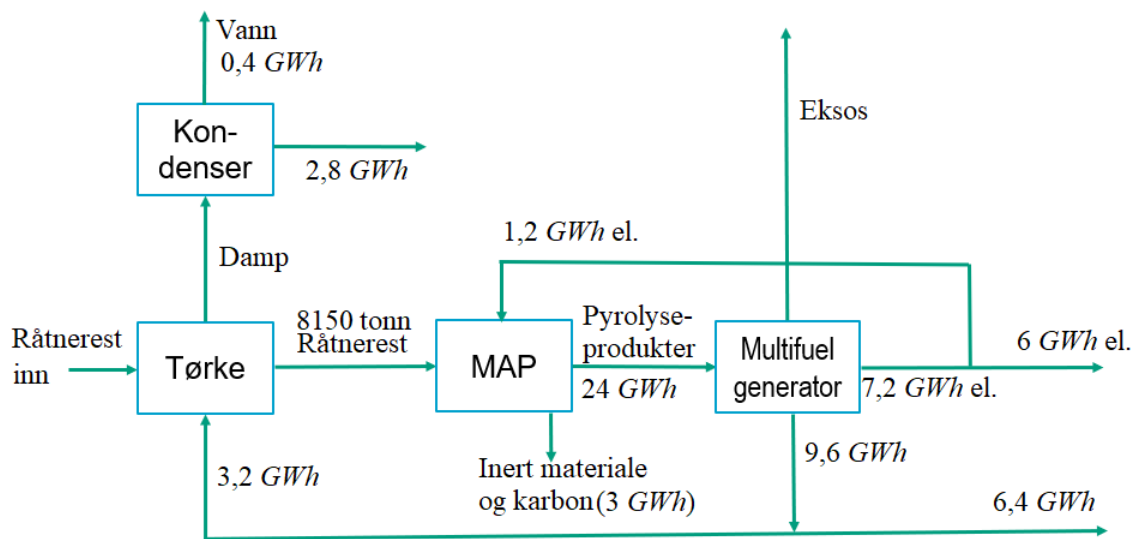 Vann
0,4 GWh
Kon-
denser
2,8 GWh
Eksos
Damp
1,2 GWh el.
Råtnerest
inn
Tørke
8150 tonn
Råtnerest
MAP
Pyrolyse-
produkter
24 GWh
Multifuel
generator
6 GWh el.
7,2 GWh el.
3,2 GWh
Inert materiale
og karbon (3 GWh)
9,6 GWh
6,4 GWh